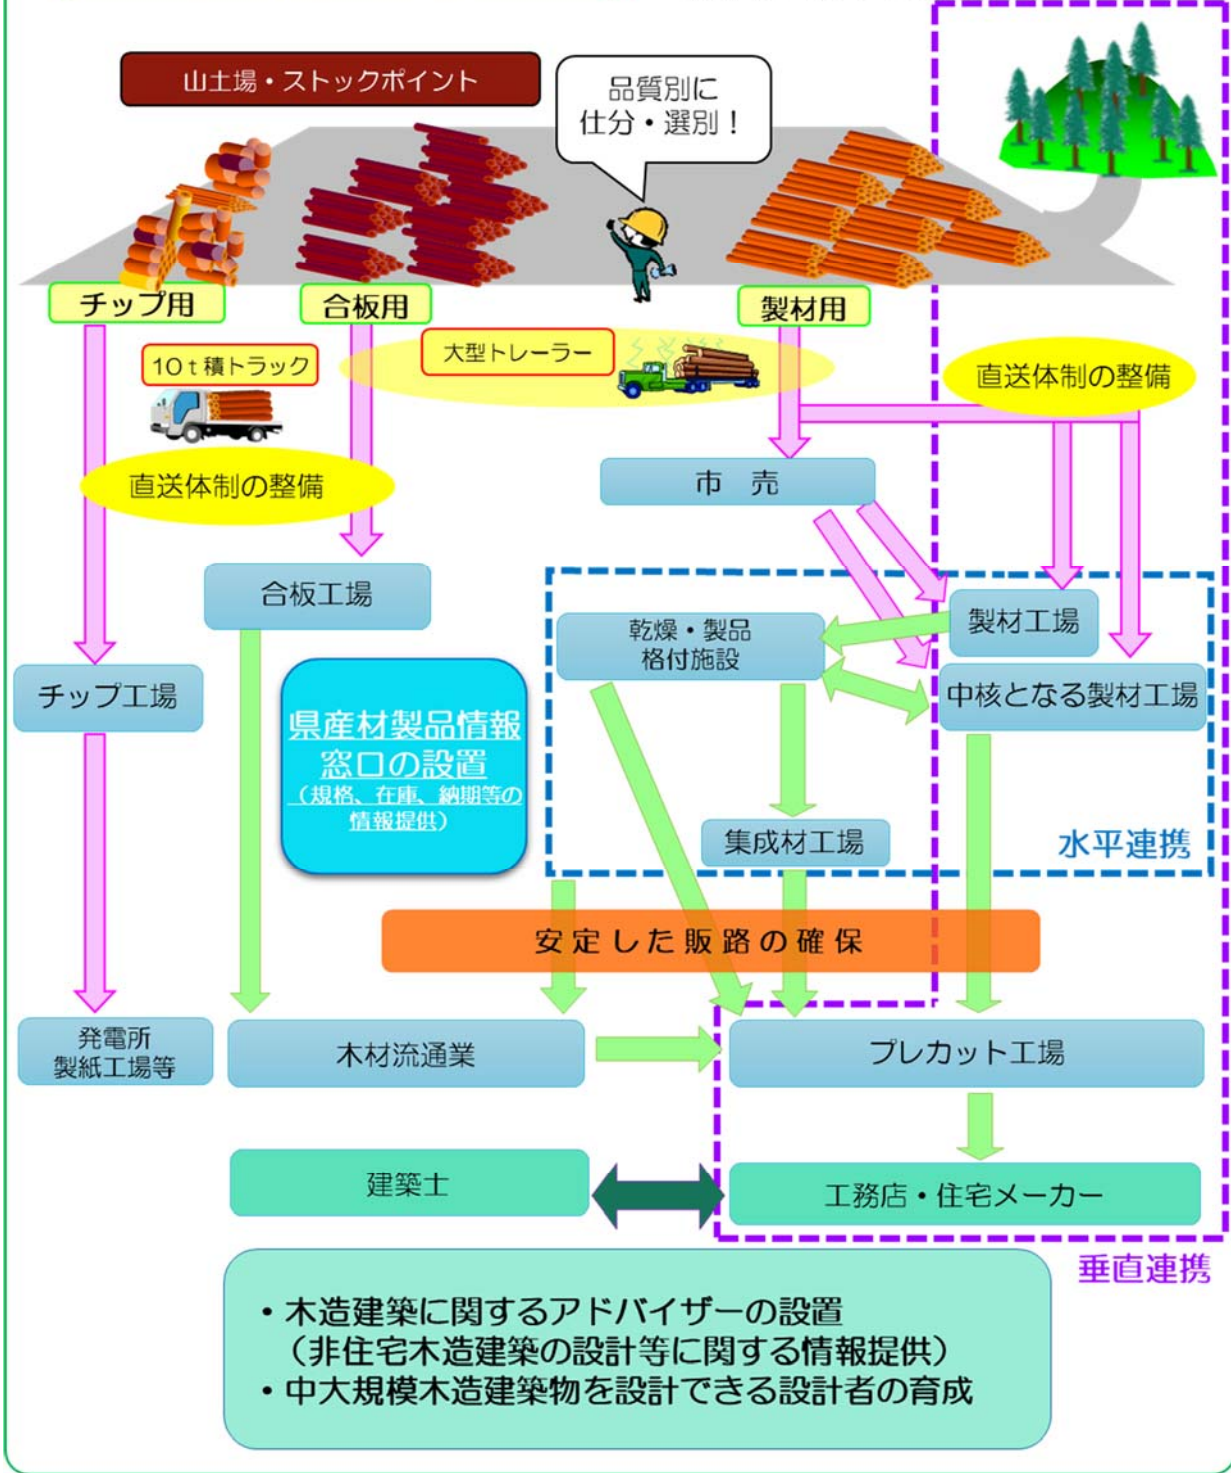 山土場・ストックポイント
品質別に
仕分・選別！
チップ用
合板用
製材用
10ｔ積トラック
大型トレーラー
直送体制の整備
直送体制の整備
市　売
合板工場
乾燥・製品
格付施設
製材工場
チップ工場
中核となる製材工場
県産材製品情報
窓口の設置
（規格、在庫、納期等の
情報提供）
集成材工場
水平連携
安定した販路の確保
発電所
製紙工場等
木材流通業
プレカット工場
建築士
工務店・住宅メーカー
垂直連携
・木造建築に関するアドバイザーの設置
（非住宅木造建築の設計等に関する情報提供）
・中大規模木造建築物を設計できる設計者の育成